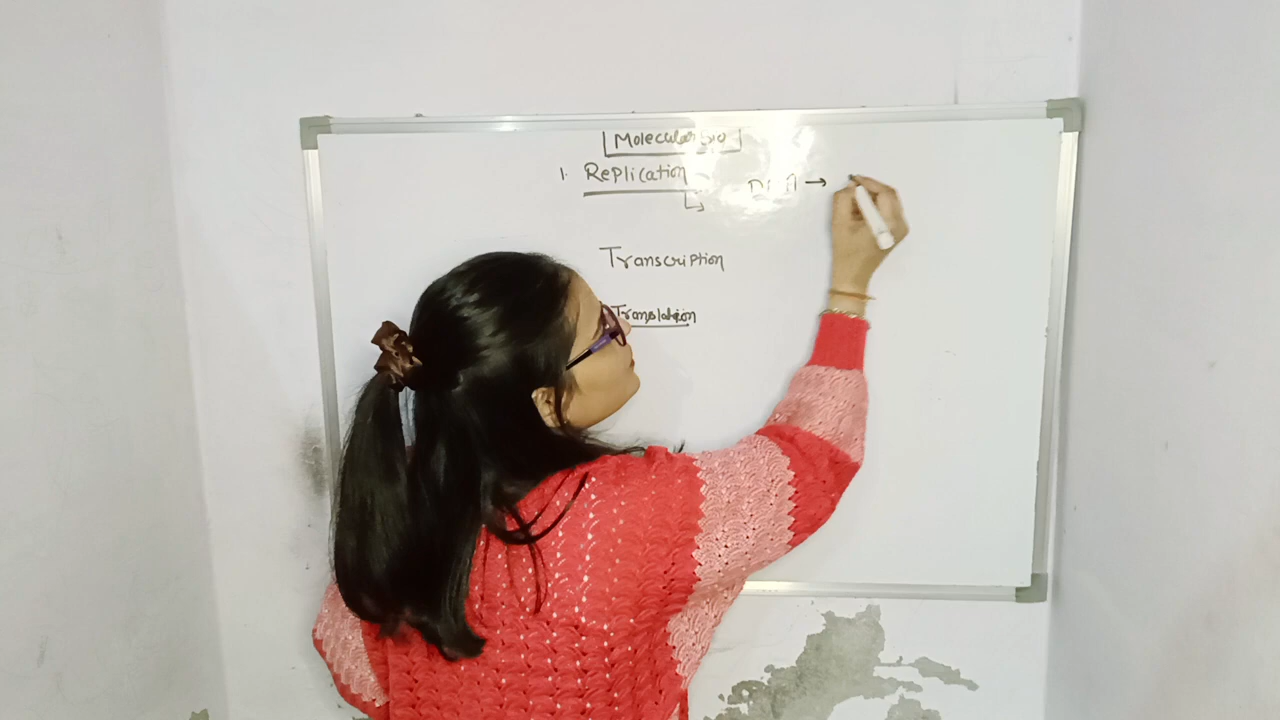 Molecular bio
1. Replication
DNA →
Transcription
Translation